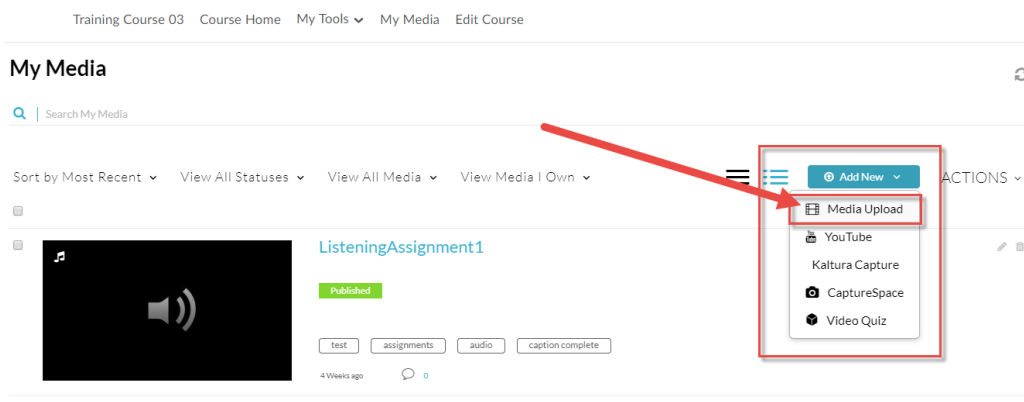 Training Course 03 Course Home My Tools My Media Edit Course
My Media
Search My Media
Sort by Most Recent View All Statuses View All Media View Media I Own Add New ACTIONS
Media Upload
YouTube
Kaltura Capture
CaptureSpace
Video Quiz
ListeningAssignment1
Published
test assignments audio caption complete
4 Weeks ago 0